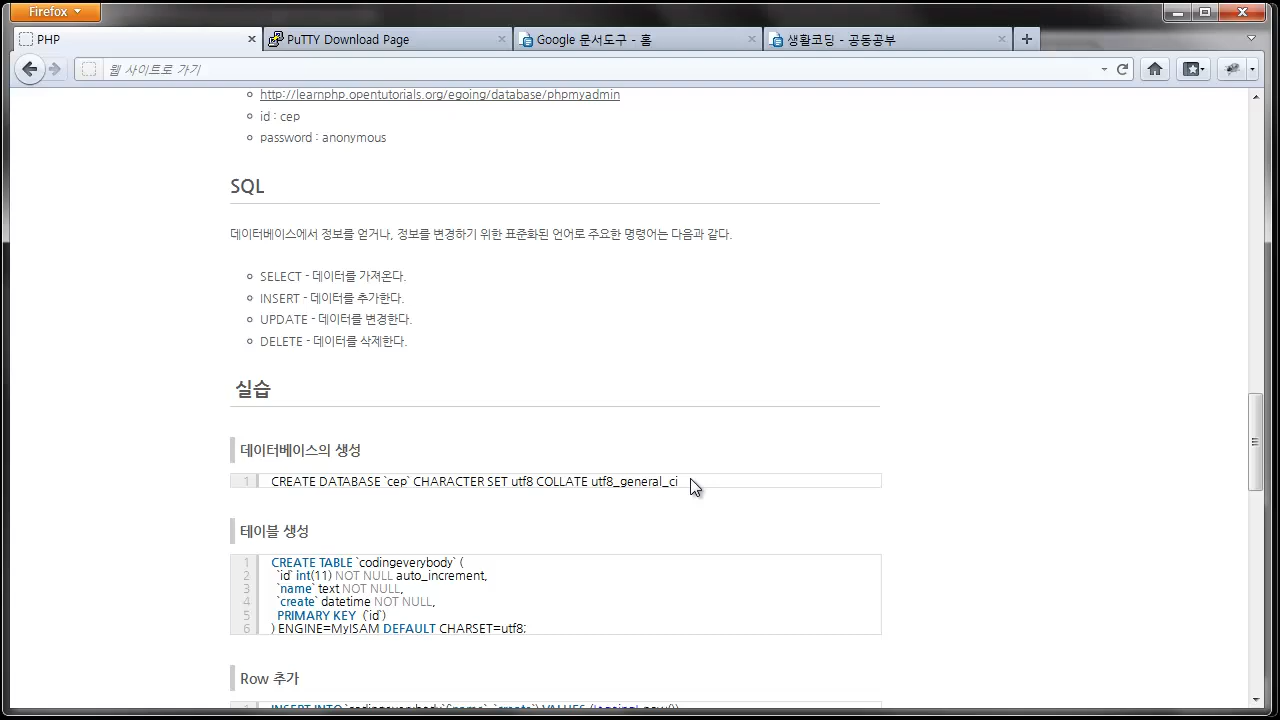 Firefox
PHP
PuTTY Download Page
Google 문서도구 - 홈
생활코딩 - 공동공부
웹 사이트로 가기
http://learnphp.opentutorials.org/egoing/database/phpmyadmin
id : cep
password : anonymous
SQL
데이터베이스에서 정보를 얻거나, 정보를 변경하기 위한 표준화된 언어로 주요한 명령어는 다음과 같다.
SELECT - 데이터를 가져온다.
INSERT - 데이터를 추가한다.
UPDATE - 데이터를 변경한다.
DELETE - 데이터를 삭제한다.
실습
데이터베이스의 생성
1 CREATE DATABASE `cep` CHARACTER SET utf8 COLLATE utf8_general_ci
테이블 생성
1 CREATE TABLE `codingeverybody` (
2 `id` int(11) NOT NULL auto_increment,
3 `name` text NOT NULL,
4 `create` datetime NOT NULL,
5 PRIMARY KEY (`id`)
6 ) ENGINE=MyISAM DEFAULT CHARSET=utf8;
Row 추가
1 INSERT INTO `codingeverybody`(`name`, `create`) VALUES ('egoing', now())